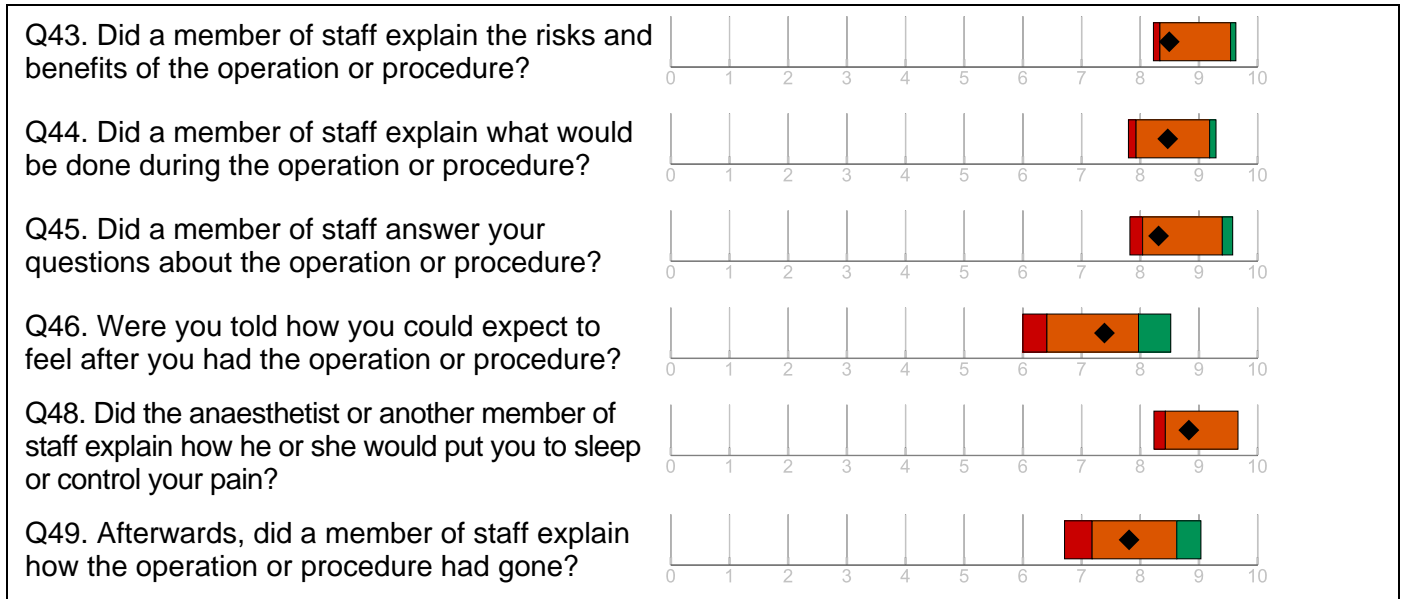 Q43. Did a member of staff explain the risks and
benefits of the operation or procedure?
0 1 2 3 4 5 6 7 8 9 10
Q44. Did a member of staff explain what would
be done during the operation or procedure?
0 1 2 3 4 5 6 7 8 9 10
Q45. Did a member of staff answer your
questions about the operation or procedure?
0 1 2 3 4 5 6 7 8 9 10
Q46. Were you told how you could expect to
feel after you had the operation or procedure?
0 1 2 3 4 5 6 7 8 9 10
Q48. Did the anaesthetist or another member of
staff explain how he or she would put you to sleep
or control your pain?
0 1 2 3 4 5 6 7 8 9 10
Q49. Afterwards, did a member of staff explain
how the operation or procedure had gone?
0 1 2 3 4 5 6 7 8 9 10